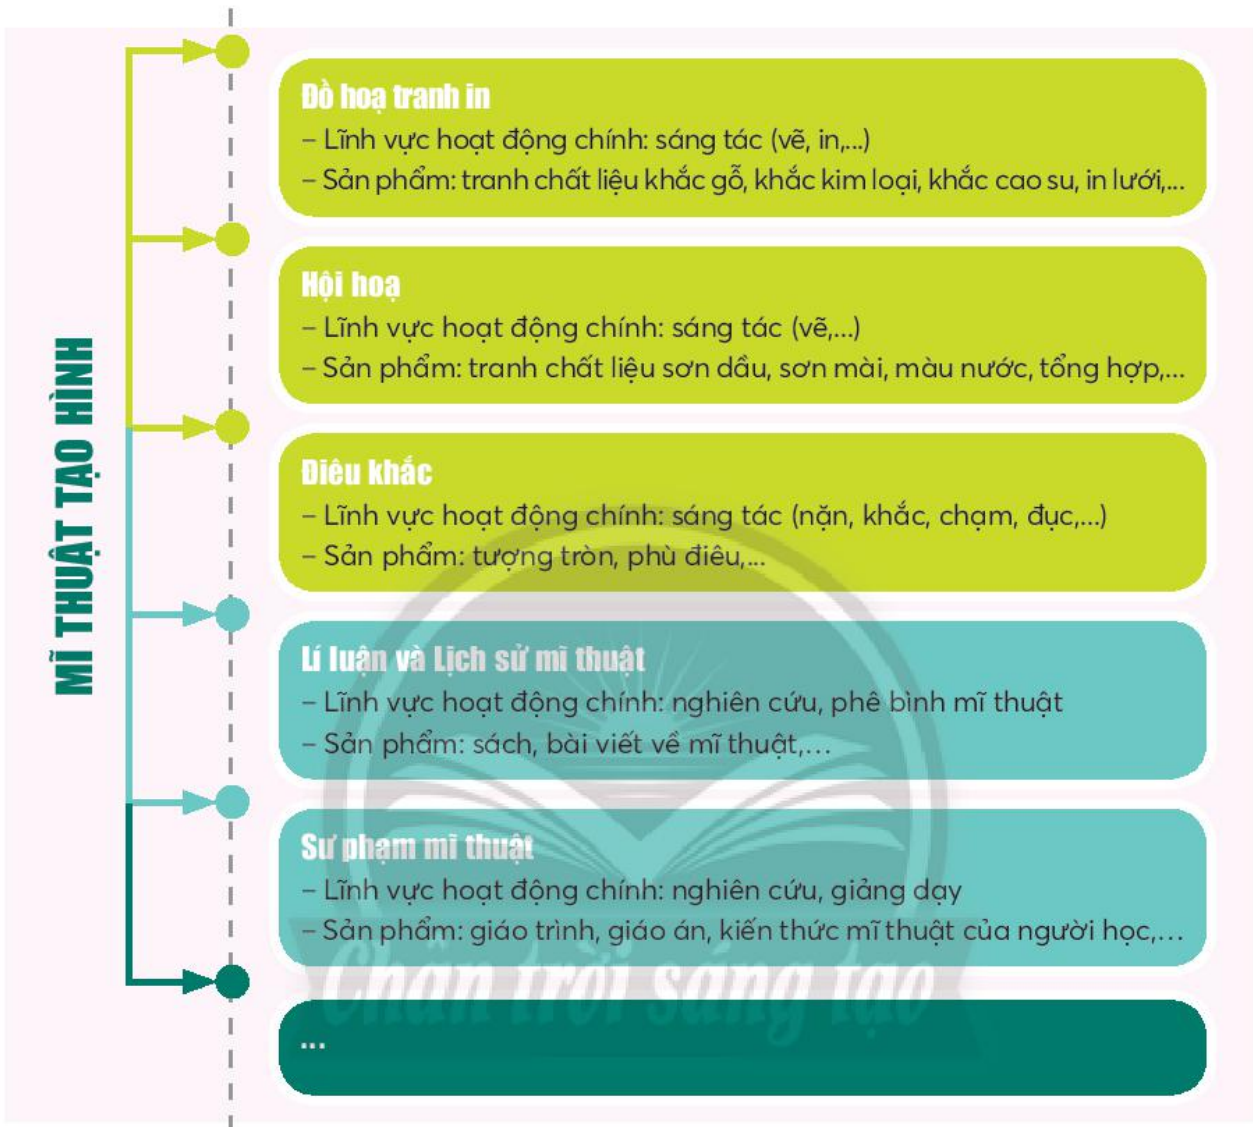 MĨ THUẬT TẠO HÌNH
Đồ hoạ tranh in
– Lĩnh vực hoạt động chính: sáng tác (vẽ, in,...)
– Sản phẩm: tranh chất liệu khắc gỗ, khắc kim loại, khắc cao su, in lưới,...
Hội hoạ
– Lĩnh vực hoạt động chính: sáng tác (vẽ,...)
– Sản phẩm: tranh chất liệu sơn dầu, sơn mài, màu nước, tổng hợp,...
Điêu khắc
– Lĩnh vực hoạt động chính: sáng tác (nặn, khắc, chạm, đục,...)
– Sản phẩm: tượng tròn, phù điêu,...
Lí luận và Lịch sử mĩ thuật
– Lĩnh vực hoạt động chính: nghiên cứu, phê bình mĩ thuật
– Sản phẩm: sách, bài viết về mĩ thuật,...
Sư phạm mĩ thuật
– Lĩnh vực hoạt động chính: nghiên cứu, giảng dạy
– Sản phẩm: giáo trình, giáo án, kiến thức mĩ thuật của người học,...
Chân trời sáng tạo
...